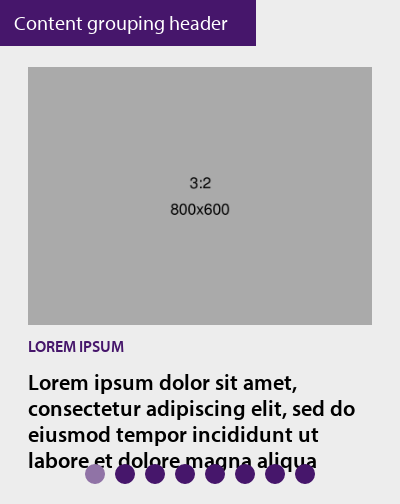 Content grouping header
3:2
800x600
LOREM IPSUM
Lorem ipsum dolor sit amet,
consectetur adipiscing elit, sed do
eiusmod tempor incididunt ut
labore et dolore magna aliqua